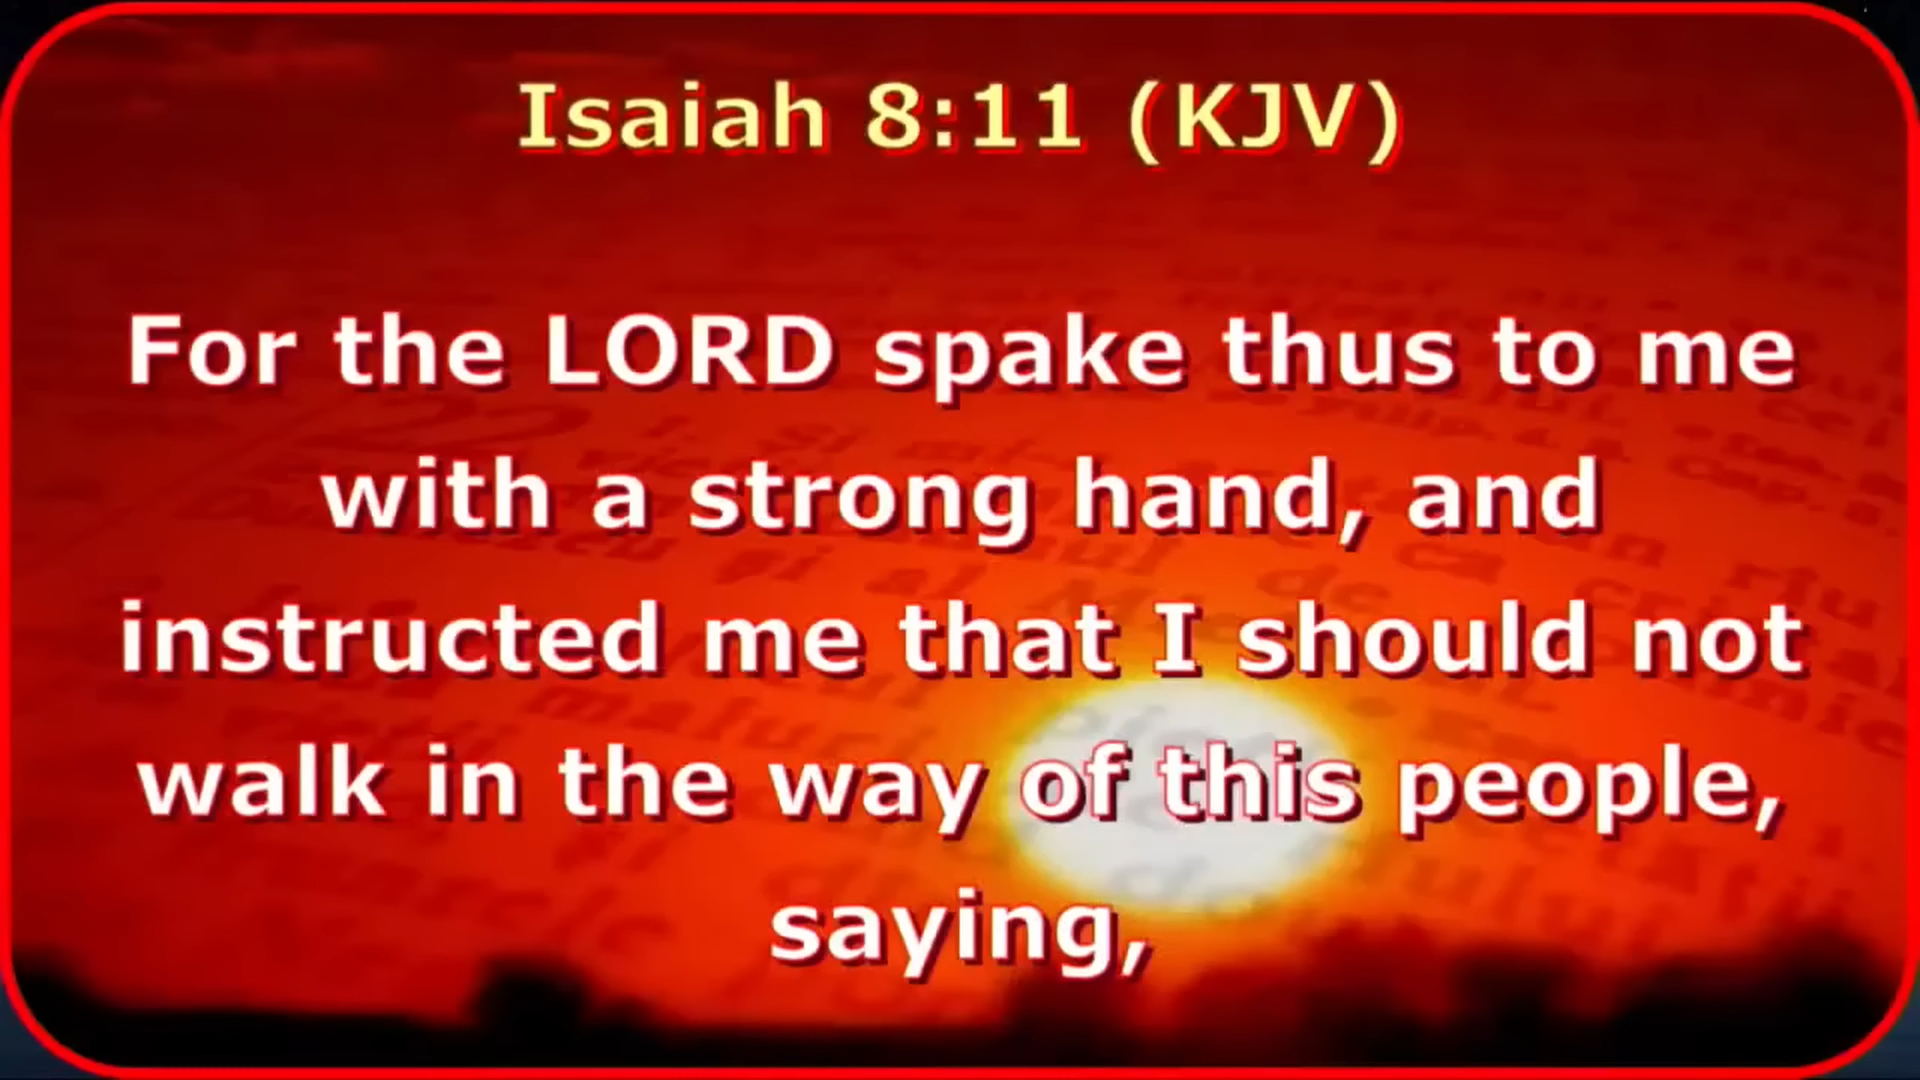 Isaiah 8:11 (KJV)
For the LORD spake thus to me
with a strong hand, and
instructed me that I should not
walk in the way of this people,
saying,